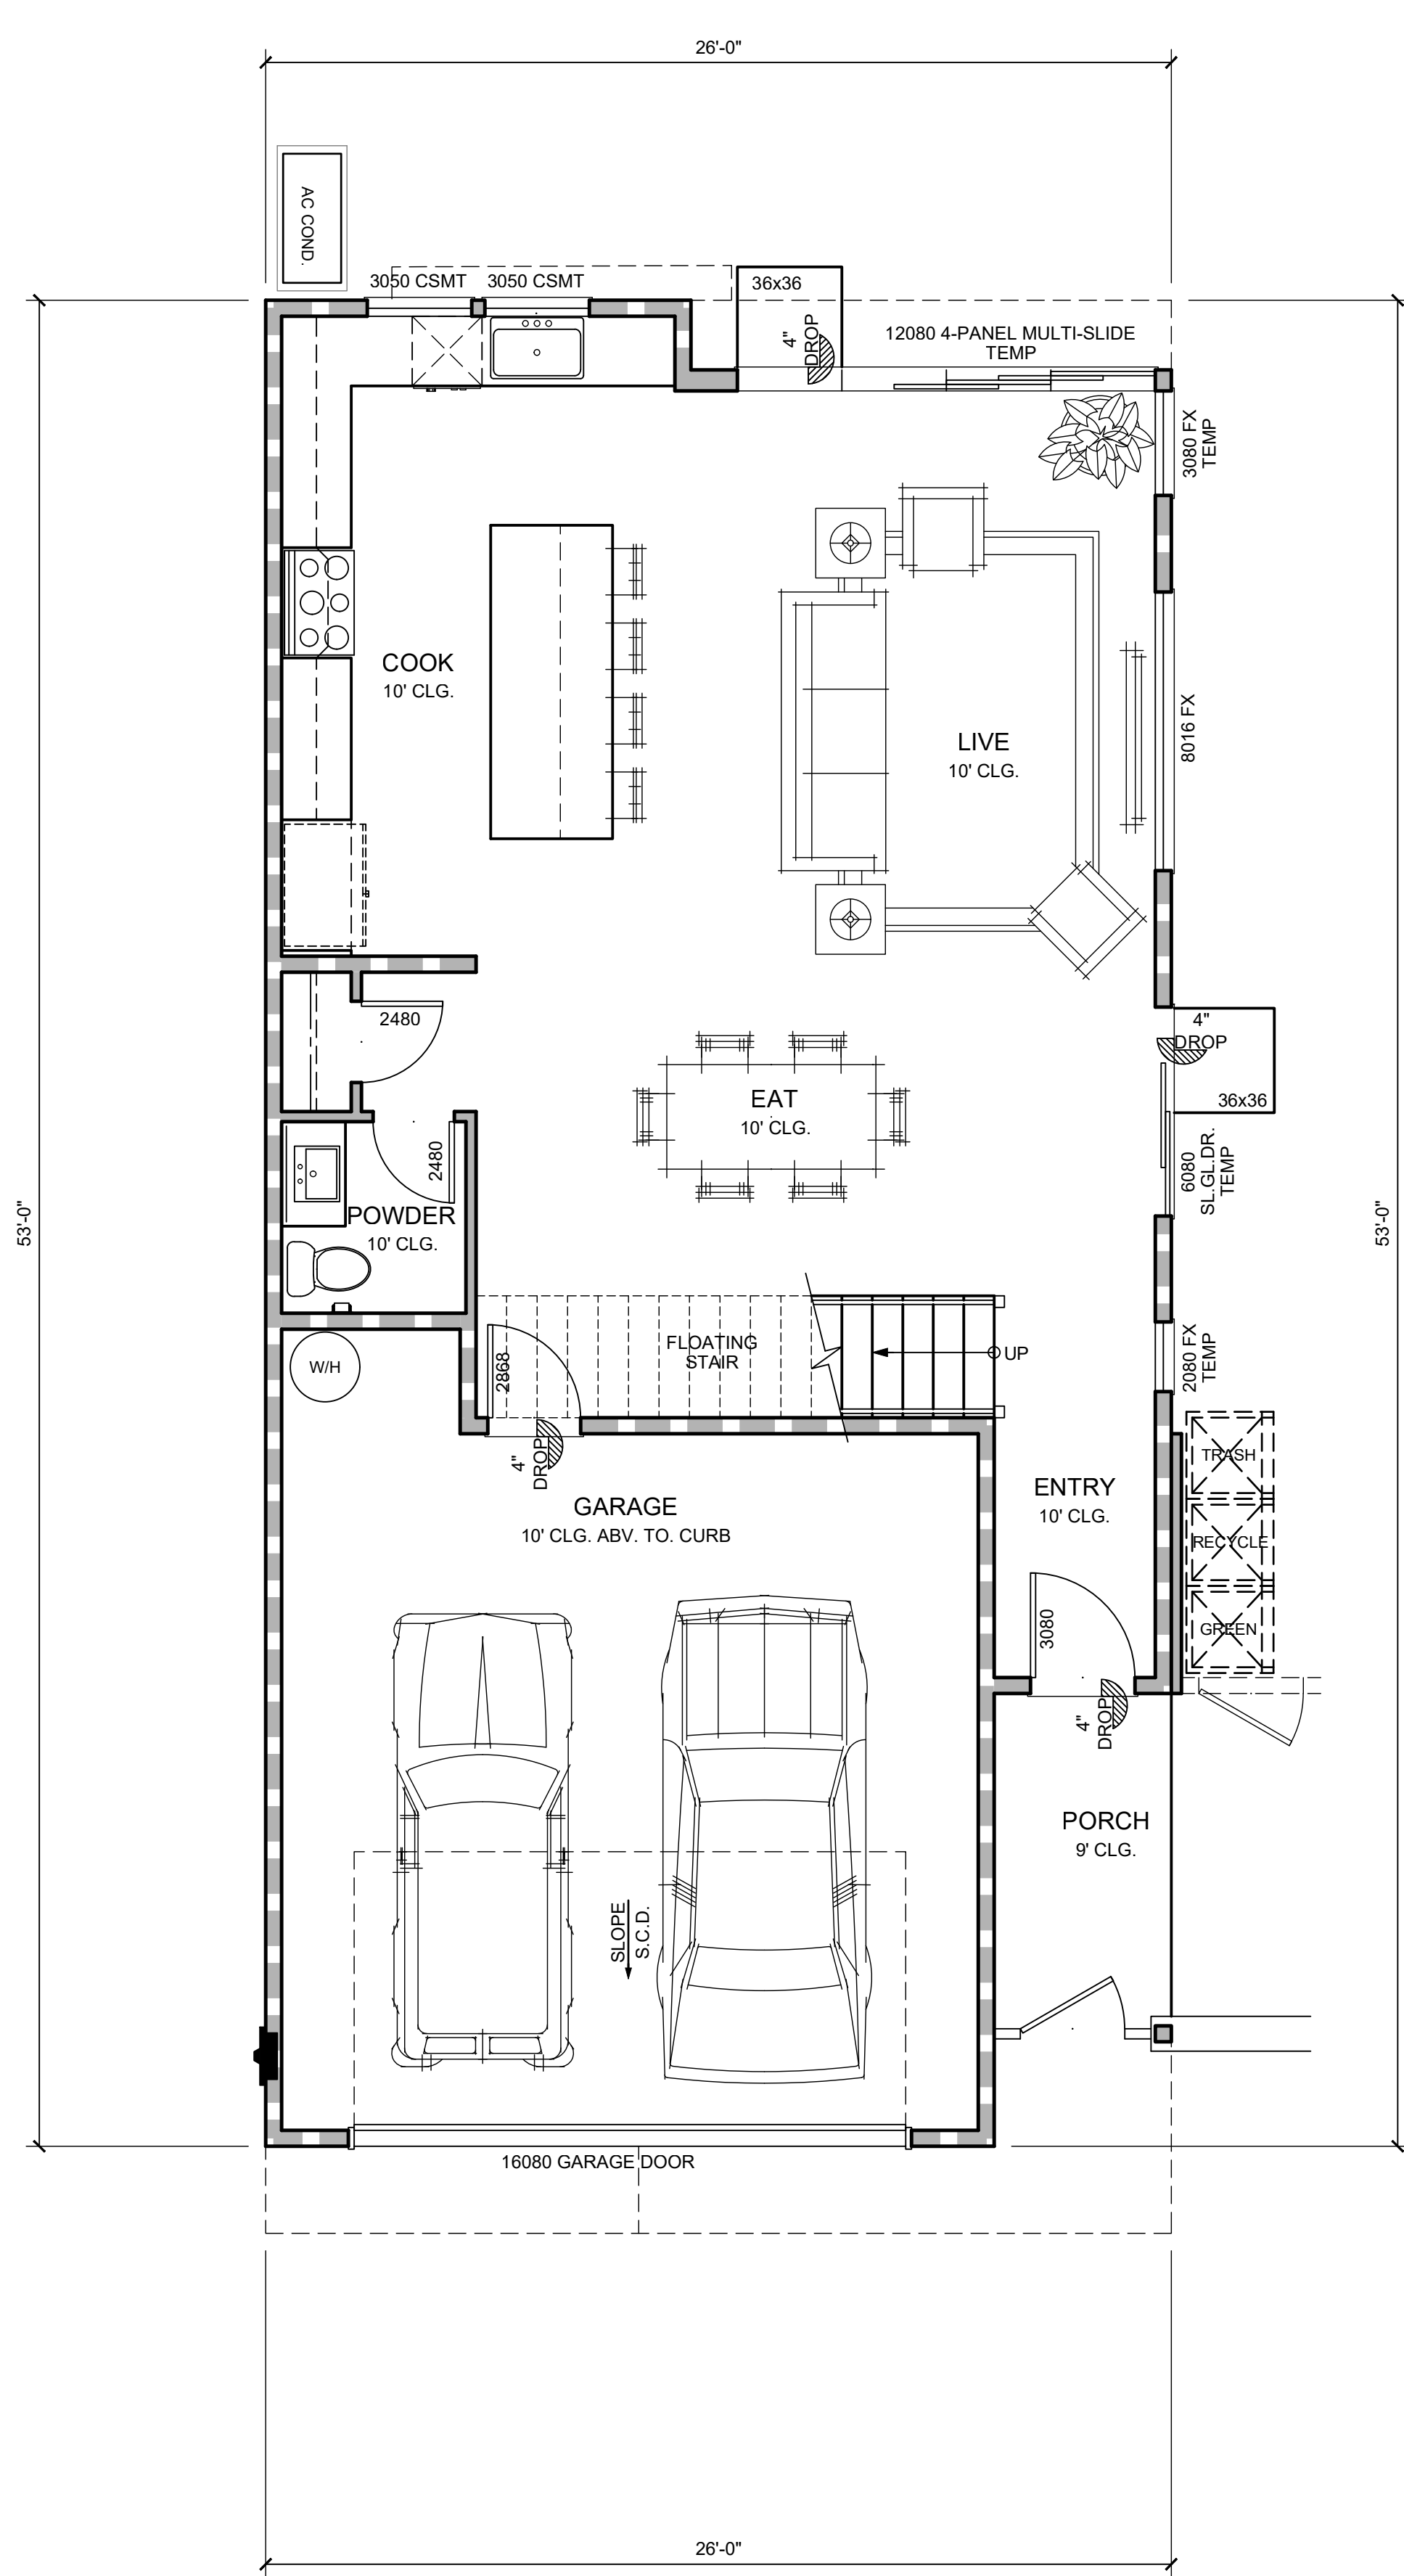 26'-0"
AC COND.
3050 CSMT
3050 CSMT
36x36
4"
DROP
12080 4-PANEL MULTI-SLIDE
TEMP
3080 FX
TEMP
COOK
10' CLG.
LIVE
10' CLG.
8016 FX
2480
4"
DROP
36x36
EAT
10' CLG.
2480
6080
SL.GL.DR.
TEMP
53'-0"
53'-0"
POWDER
10' CLG.
W/H
2868
FLOATING
STAIR
UP
2080 FX
TEMP
4"
DROP
TRASH
ENTRY
10' CLG.
GARAGE
10' CLG. ABV. TO. CURB
RECYCLE
3080
GREEN
4"
DROP
PORCH
9' CLG.
SLOPE
S.C.D.
16080 GARAGE DOOR
26'-0"